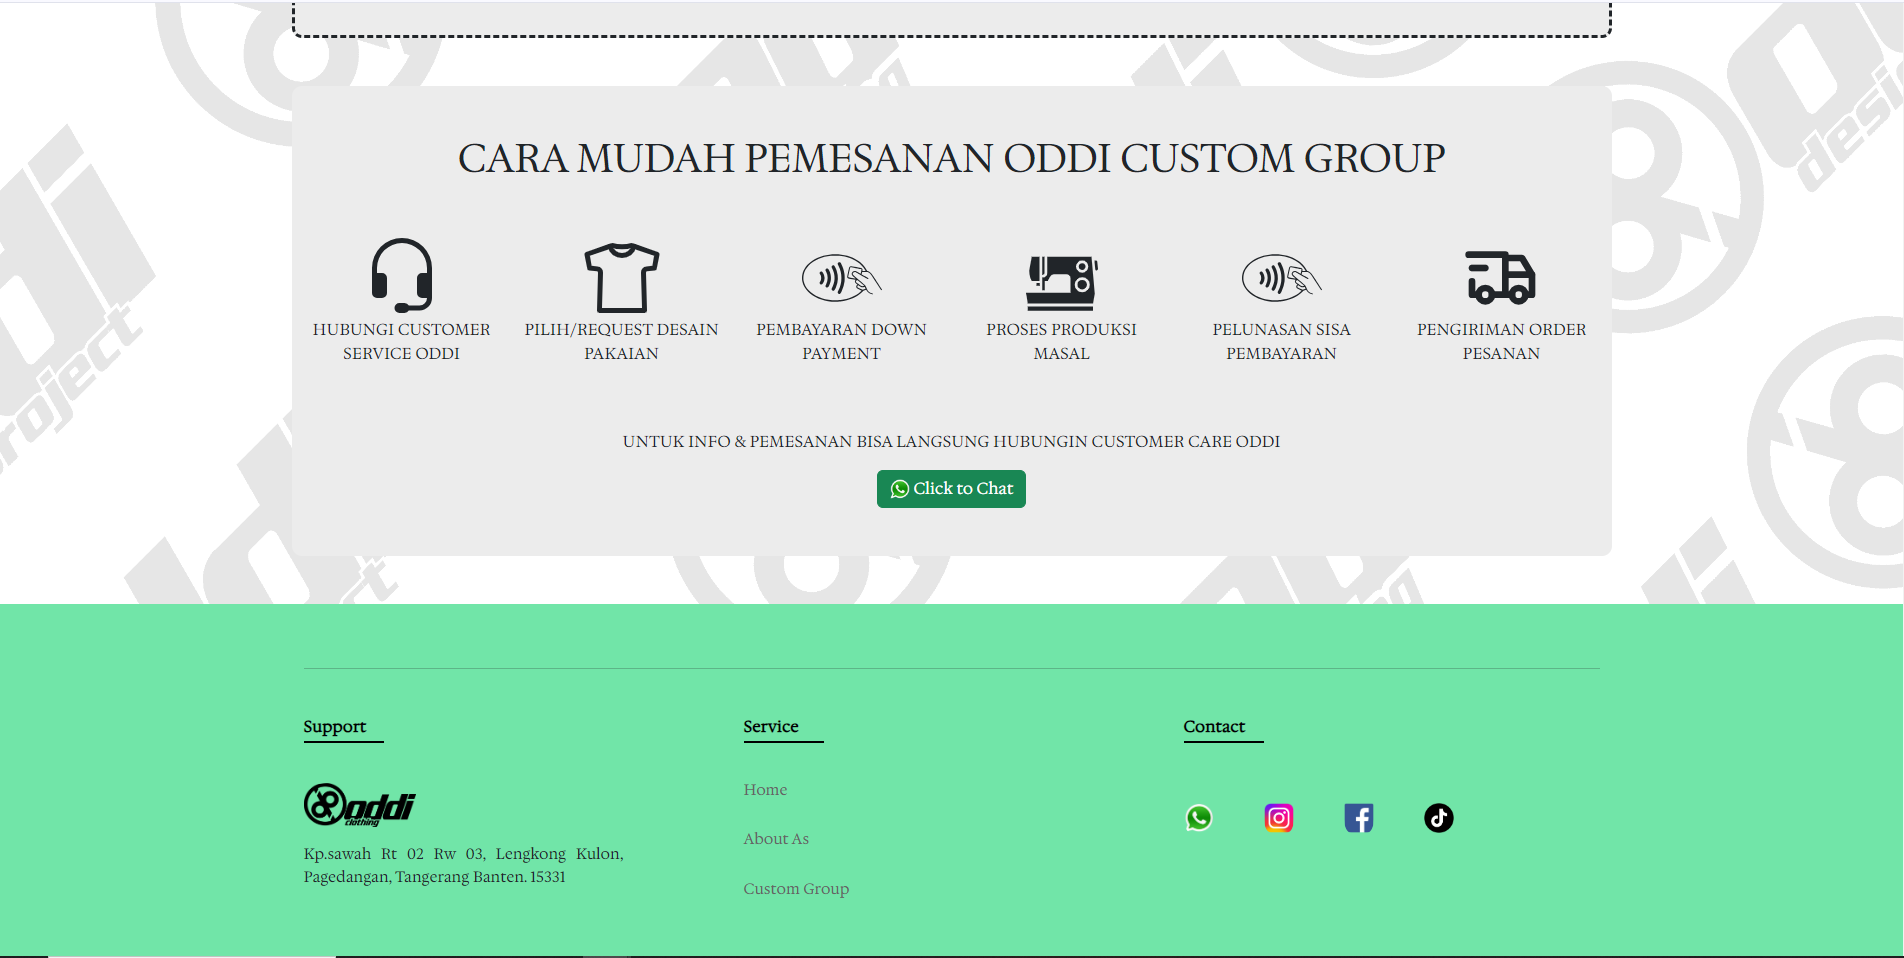 CARA MUDAH PEMESANAN ODDI CUSTOM GROUP
HUBUNGI CUSTOMER
SERVICE ODDI
PILIH/REQUEST DESAIN
PAKAIAN
PEMBAYARAN DOWN
PAYMENT
PROSES PRODUKSI
MASAL
PELUNASAN SISA
PEMBAYARAN
PENGIRIMAN ORDER
PESANAN
UNTUK INFO & PEMESANAN BISA LANGSUNG HUBUNGIN CUSTOMER CARE ODDI
Click to Chat
Support
oddi
clothing
Kp.sawah Rt 02 Rw 03, Lengkong Kulon,
Pagedangan, Tangerang Banten. 15331
Service
Home
About As
Custom Group
Contact
project